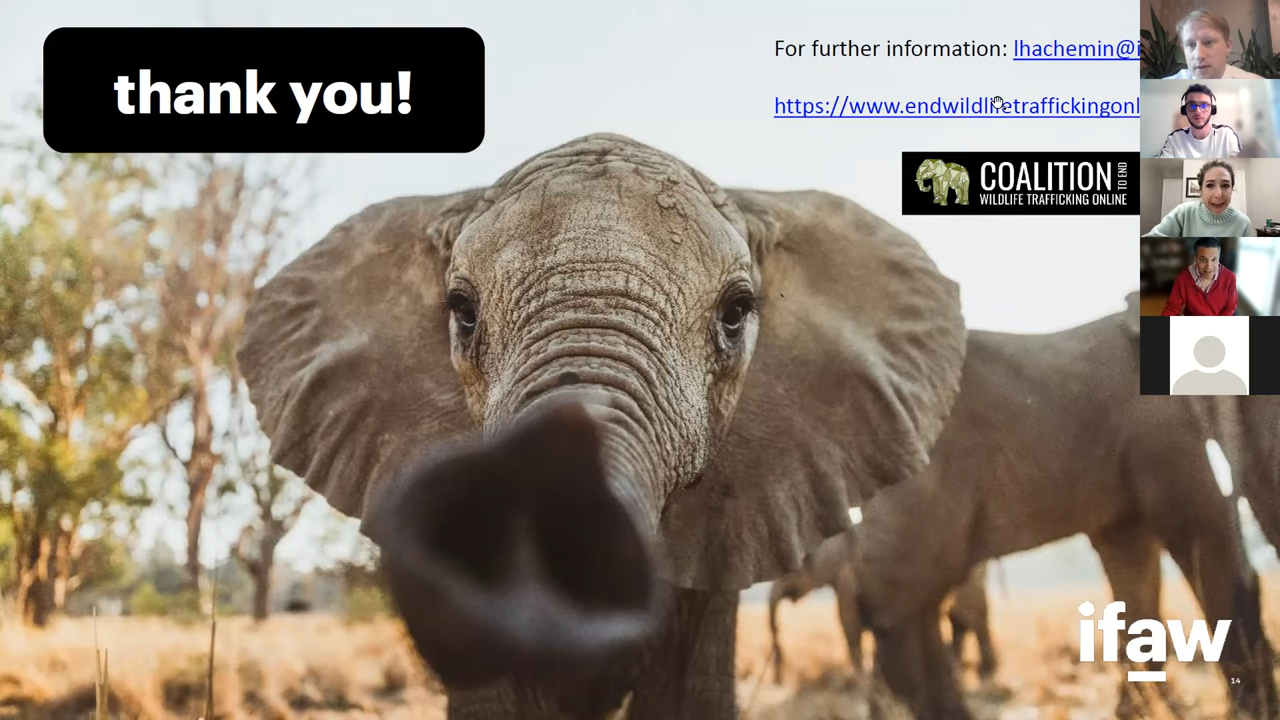 thank you!
For further information: lhachemin@i
https://www.endwildlifetraffickingonl
COALITION TO END
WILDLIFE TRAFFICKING ONLINE
ifaw
14